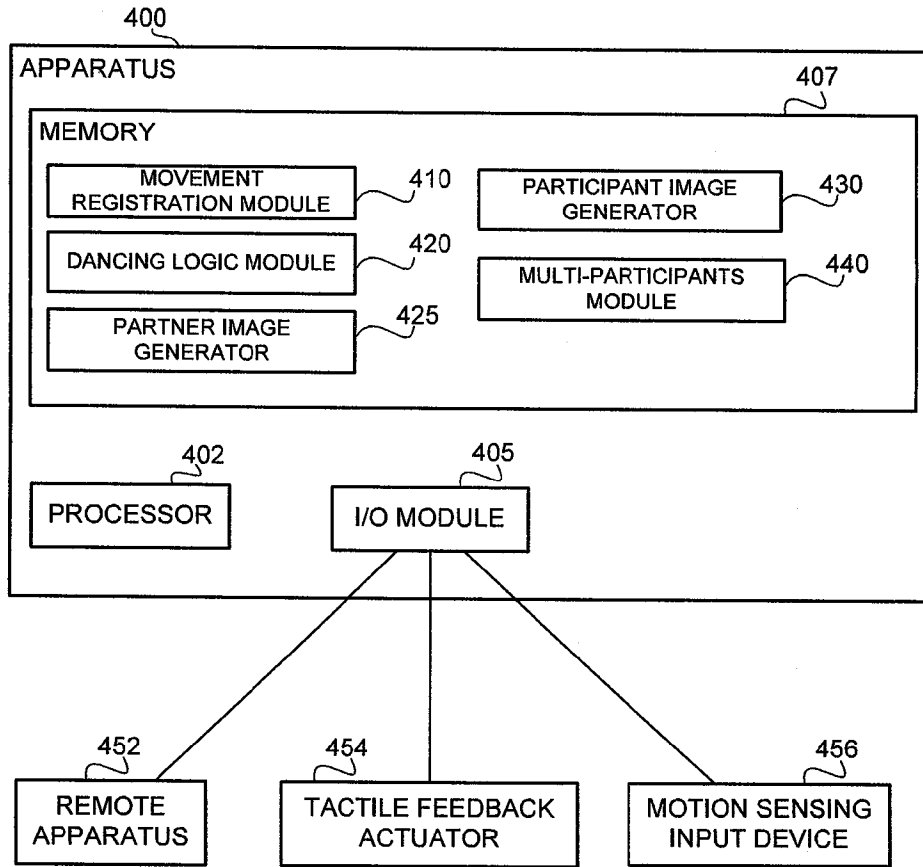 400
APPARATUS
407
MEMORY
MOVEMENT
REGISTRATION MODULE
410
PARTICIPANT IMAGE
GENERATOR
430
DANCING LOGIC MODULE
420
MULTI-PARTICIPANTS
MODULE
440
PARTNER IMAGE
GENERATOR
425
402
PROCESSOR
405
I/O MODULE
452
REMOTE
APPARATUS
454
TACTILE FEEDBACK
ACTUATOR
456
MOTION SENSING
INPUT DEVICE